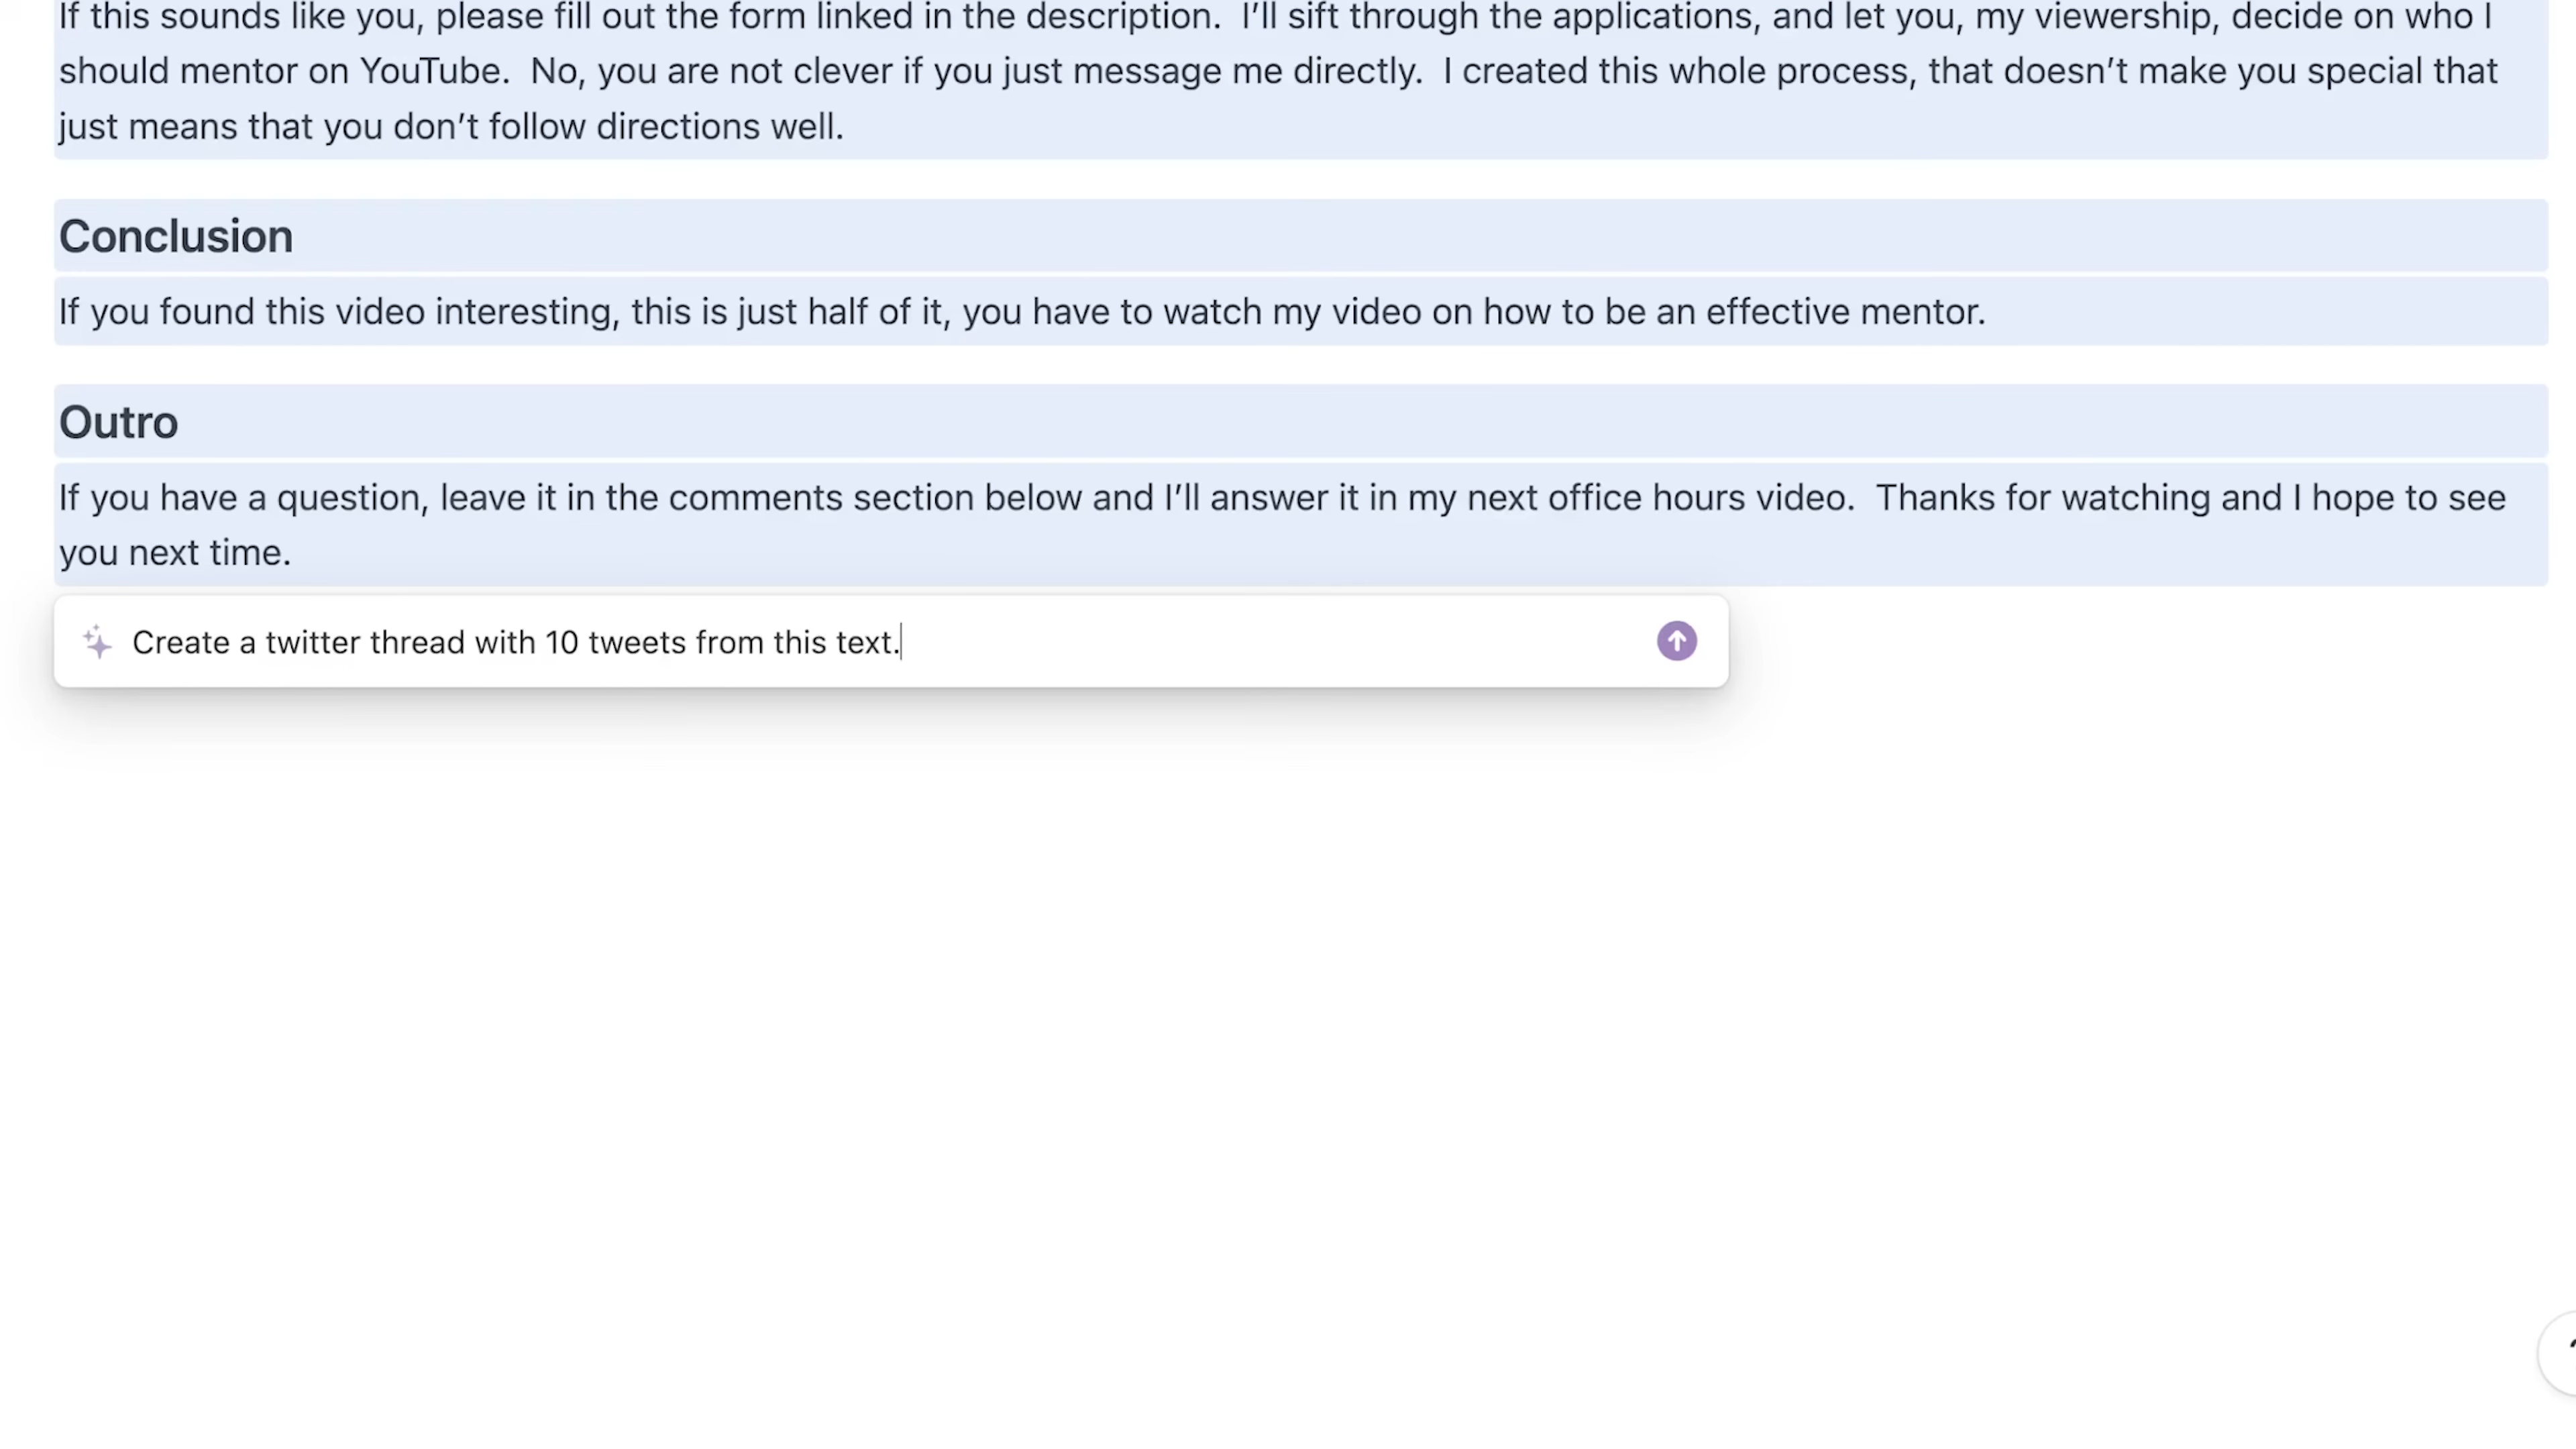 If this sounds like you, please fill out the form linked in the description.  I’ll sift through the applications, and let you, my viewership, decide on who I
should mentor on YouTube.  No, you are not clever if you just message me directly.  I created this whole process, that doesn’t make you special that
just means that you don’t follow directions well.
Conclusion
If you found this video interesting, this is just half of it, you have to watch my video on how to be an effective mentor.
Outro
If you have a question, leave it in the comments section below and I’ll answer it in my next office hours video.  Thanks for watching and I hope to see
you next time.
Create a twitter thread with 10 tweets from this text.